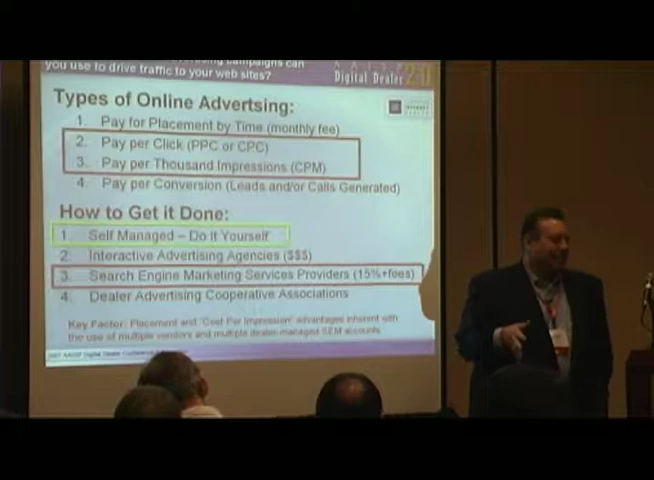 campaigns can
you use to drive traffic to your web sites?
Digital Dealer 2.0
Types of Online Advertsing:
1. Pay for Placement by Time (monthly fee)
2. Pay per Click (PPC or CPC)
3. Pay per Thousand Impressions (CPM)
4. Pay per Conversion (Leads and/or Calls Generated)
How to Get it Done:
1. Self Managed – Do It Yourself
2. Interactive Advertising Agencies ($$$)
3. Search Engine Marketing Services Providers (15%+fees)
4. Dealer Advertising Cooperative Associations
Key Factor: Placement and "Cost Per Impression" advantages inherent with
the use of multiple vendors and multiple dealer-managed SEM accounts
Digital Dealer